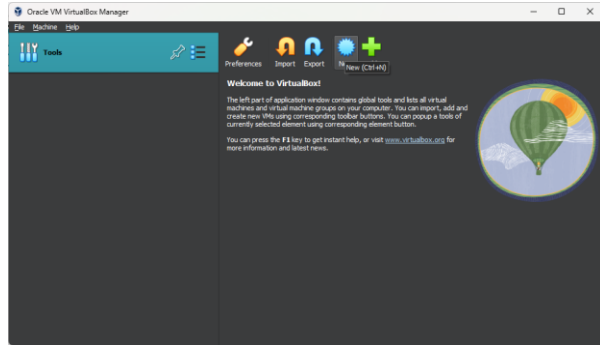 Oracle VM VirtualBox Manager
File Machine Help
Tools
Preferences Import Export
New (Ctrl+N)
Welcome to VirtualBox!
The left part of application window contains global tools and lists all virtual
machines and virtual machine groups on your computer. You can import, add and
create new VMs using corresponding toolbar buttons. You can popup a tools of
currently selected element using corresponding element button.
You can press the F1 key to get instant help, or visit www.virtualbox.org for
more information and latest news.